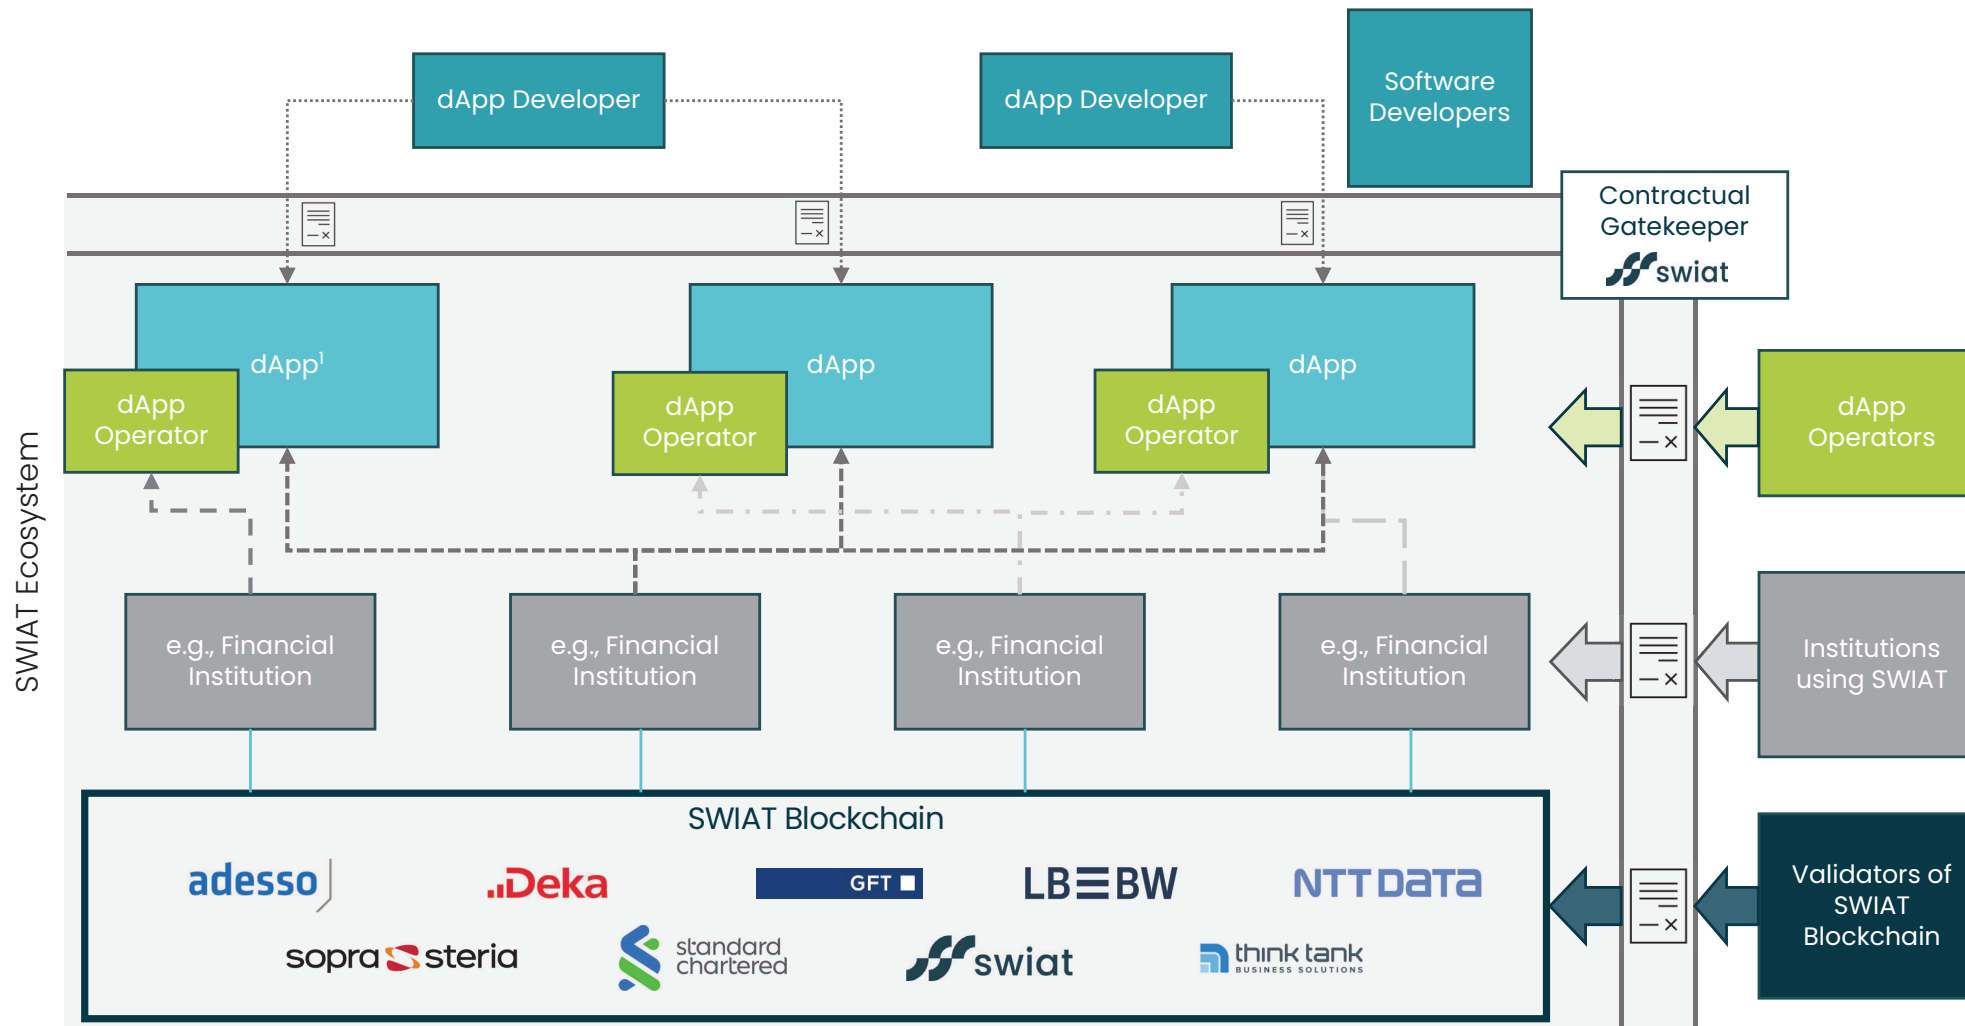 dApp Developer
dApp Developer
Software
Developers
Contractual
Gatekeeper
swiat
dApp¹
dApp
dApp
dApp
Operator
dApp
Operator
dApp
Operator
dApp
Operators
SWIAT Ecosystem
e.g., Financial
Institution
e.g., Financial
Institution
e.g., Financial
Institution
e.g., Financial
Institution
Institutions
using SWIAT
SWIAT Blockchain
adesso
Deka
GFT
LBBW
NTT DATA
sopra steria
standard
chartered
swiat
think tank
BUSINESS SOLUTIONS
Validators of
SWIAT
Blockchain